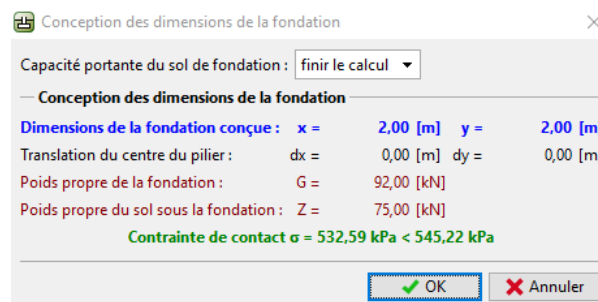 Conception des dimensions de la fondation
Capacité portante du sol de fondation : finir le calcul
Conception des dimensions de la fondation
Dimensions de la fondation conçue : x = 2,00 [m] y = 2,00 [m
Translation du centre du pilier : dx = 0,00 [m] dy = 0,00 [m
Poids propre de la fondation : G = 92,00 [kN]
Poids propre du sol sous la fondation : Z = 75,00 [kN]
Contrainte de contact σ = 532,59 kPa < 545,22 kPa
OK Annuler